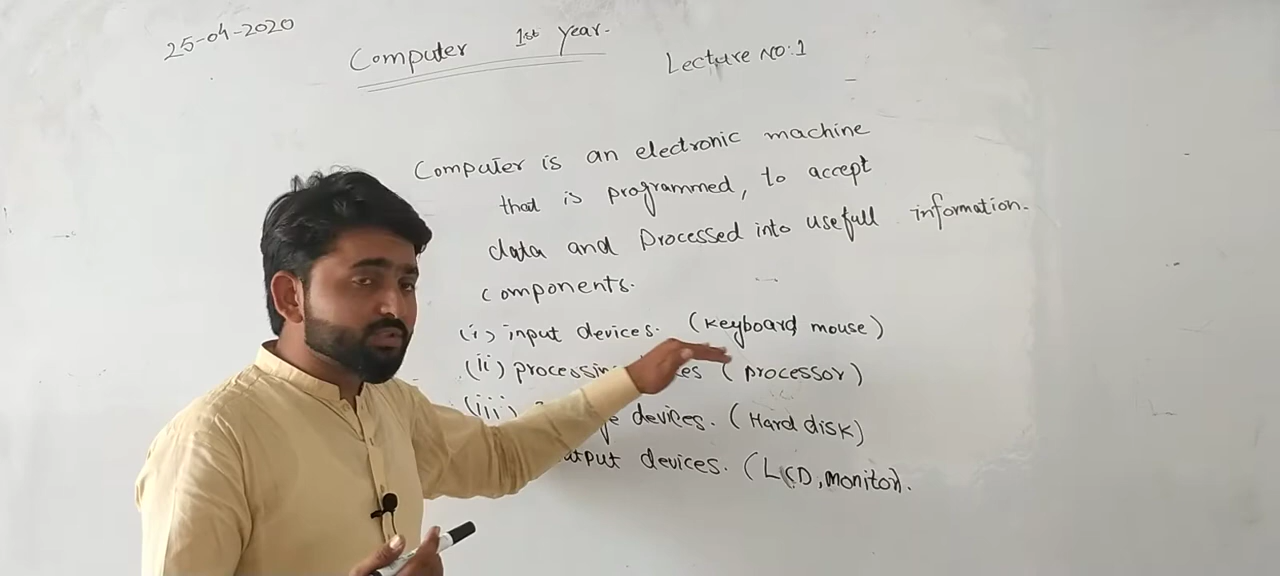 25-04-2020
Computer 1st year.
Lecture No:1
Computer is an electronic machine
that is programmed, to accept
data and processed into usefull information.
components.
(i) input devices. (keyboard, mouse)
(ii) processing (processor)
(iii) devices. (Hard disk)
devices. (LCD, monitor).